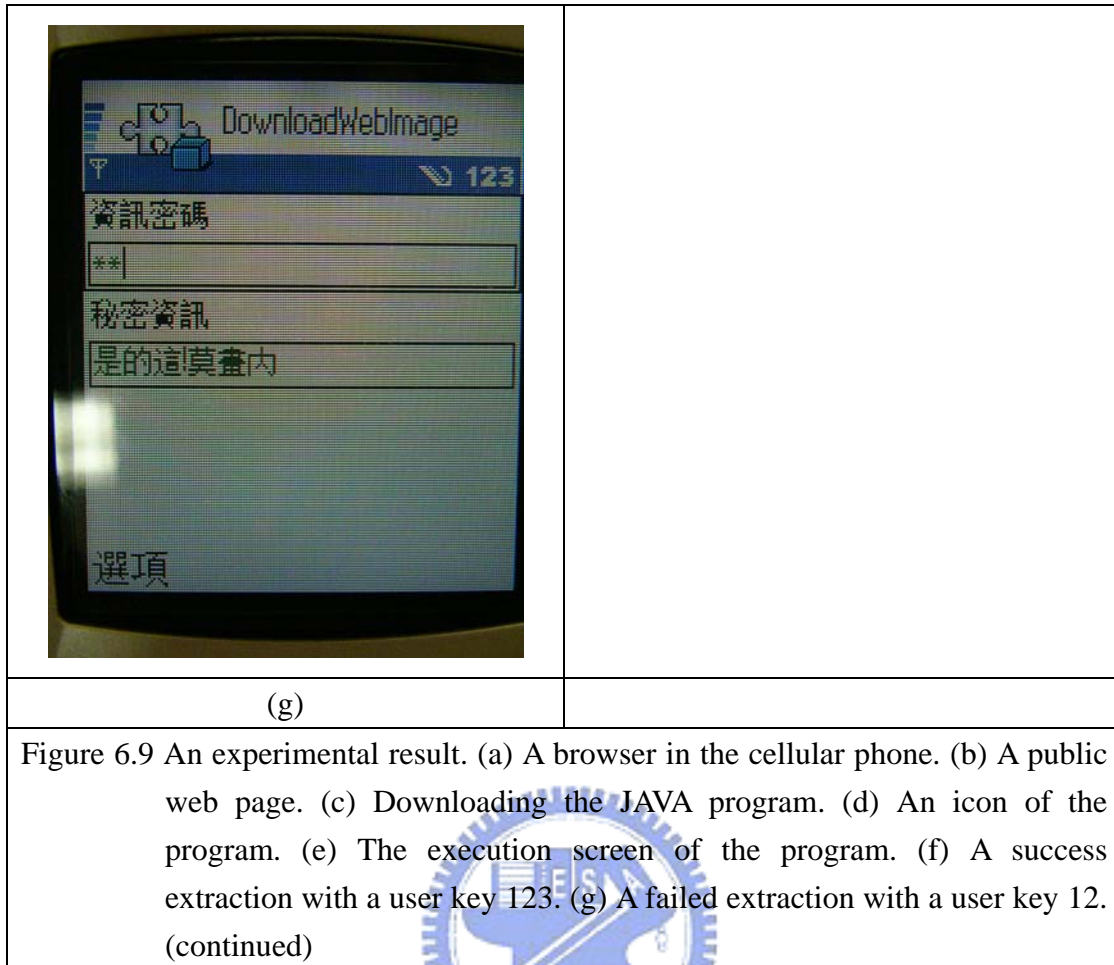 DownloadWebImage
123
資訊密碼
**
秘密資訊
是的這!莫畫內
選項
(g)
Figure 6.9 An experimental result. (a) A browser in the cellular phone. (b) A public
web page. (c) Downloading the JAVA program. (d) An icon of the
program. (e) The execution screen of the program. (f) A success
extraction with a user key 123. (g) A failed extraction with a user key 12.
(continued)